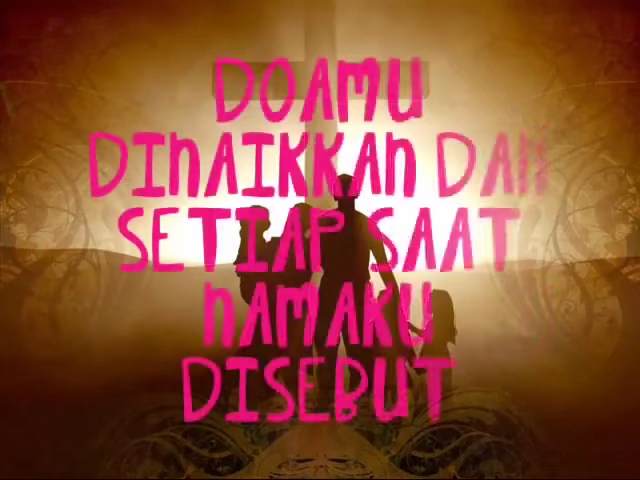 DOAMU
DINAIKKAN DAN
SETIAP SAAT
NAMAKU
DISEBUT